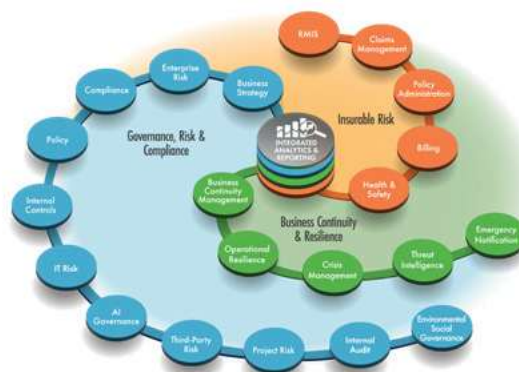 RMIS
Claims
Management
Policy
Administration
Billing
Health &
Safety
Insurable Risk
INTEGRATED
ANALYTICS &
REPORTING
Business
Strategy
Enterprise
Risk
Compliance
Policy
Internal
Controls
IT Risk
AI
Governance
Third-Party
Risk
Project Risk
Internal
Audit
Environmental
Social
Governance
Governance, Risk &
Compliance
Business
Continuity
Management
Operational
Resilience
Crisis
Management
Threat
Intelligence
Emergency
Notification
Business Continuity
& Resilience